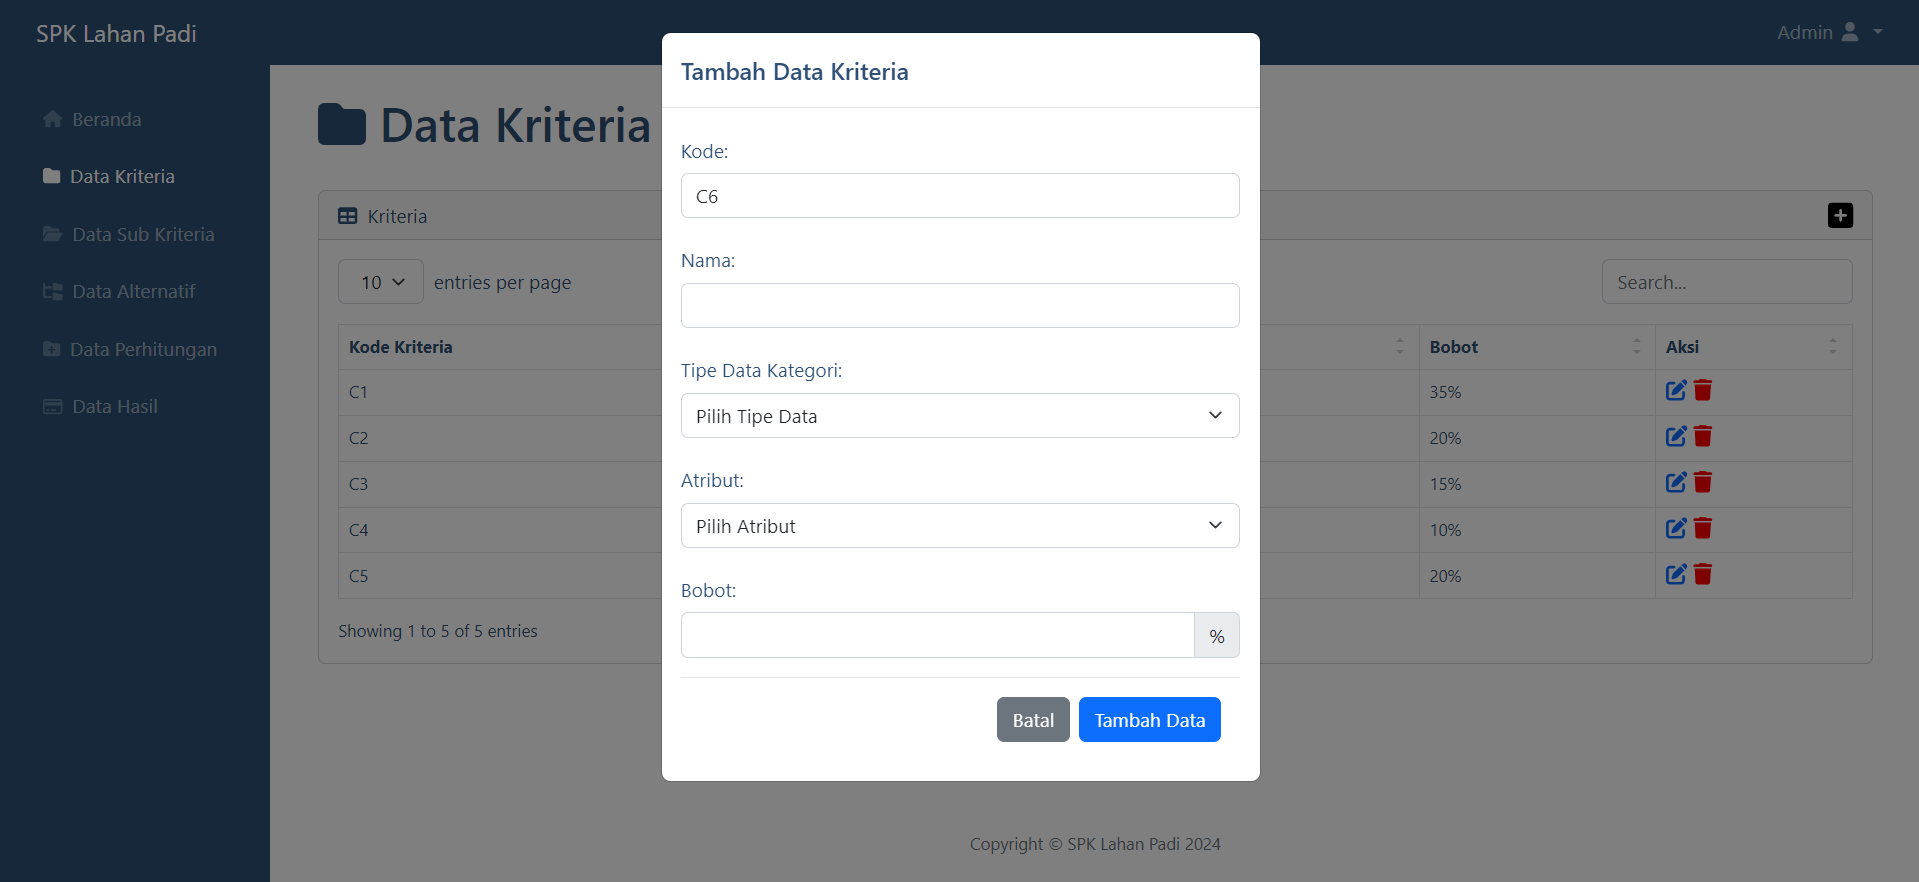 SPK Lahan Padi
Admin
Beranda
Data Kriteria
Data Sub Kriteria
Data Alternatif
Data Perhitungan
Data Hasil
Data Kriteria
Kriteria
10 entries per page
Search...
Kode Kriteria Bobot Aksi
C1 35%
C2 20%
C3 15%
C4 10%
C5 20%
Showing 1 to 5 of 5 entries
Tambah Data Kriteria
Kode:
C6
Nama:
Tipe Data Kategori:
Pilih Tipe Data
Atribut:
Pilih Atribut
Bobot:
%
Batal Tambah Data
Copyright © SPK Lahan Padi 2024